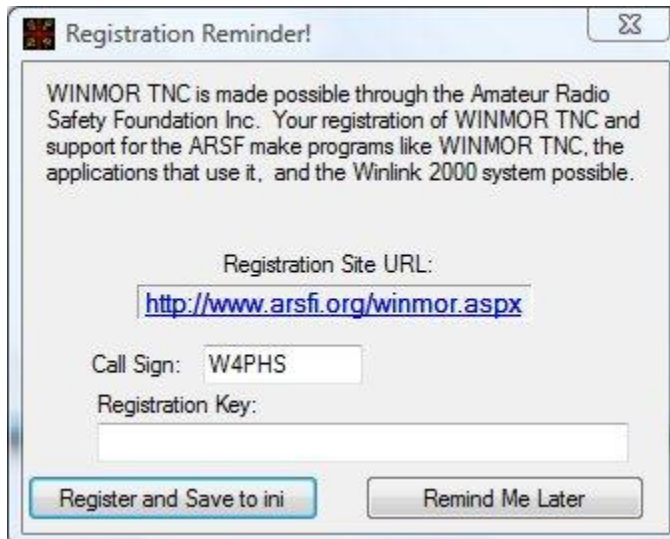 Registration Reminder!
WINMOR TNC is made possible through the Amateur Radio
Safety Foundation Inc.  Your registration of WINMOR TNC and
support for the ARSF make programs like WINMOR TNC, the
applications that use it,  and the Winlink 2000 system possible.
Registration Site URL:
http://www.arsfi.org/winmor.aspx
Call Sign: W4PHS
Registration Key:
Register and Save to ini Remind Me Later